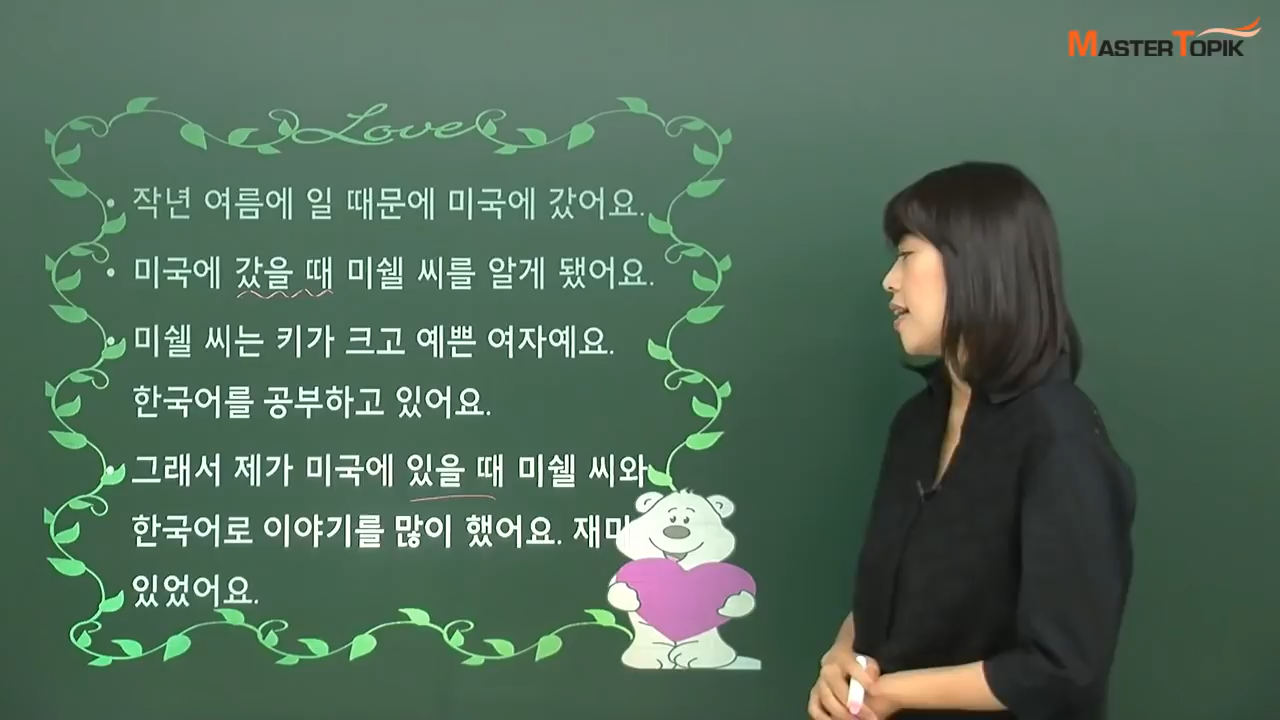 MASTER TOPIK
Love
• 작년 여름에 일 때문에 미국에 갔어요.
• 미국에 갔을 때 미쉘 씨를 알게 됐어요.
• 미쉘 씨는 키가 크고 예쁜 여자예요.
한국어를 공부하고 있어요.
• 그래서 제가 미국에 있을 때 미쉘 씨와
한국어로 이야기를 많이 했어요. 재미
있었어요.